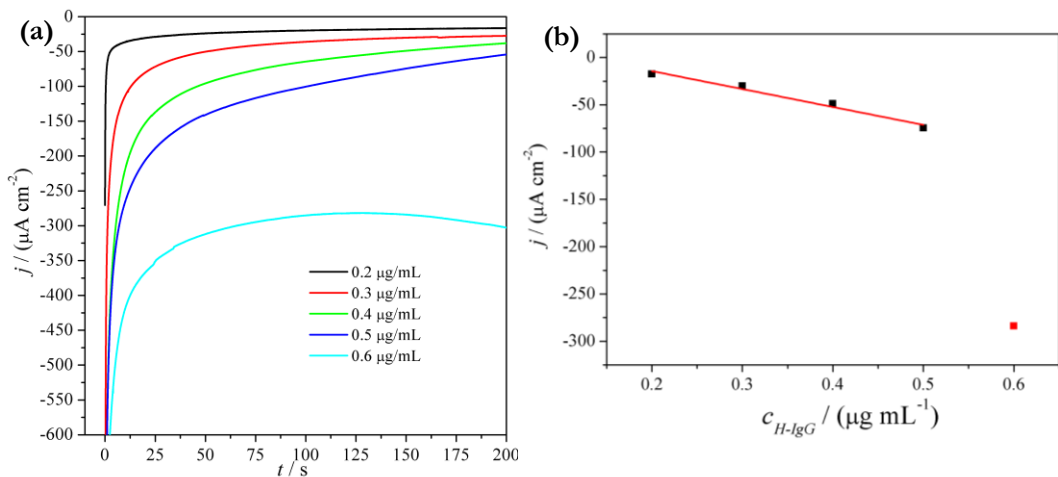 (a)
0
-50
-100
-150
-200
-250
-300
-350
-400
-450
-500
-550
-600
j / (µA cm⁻²)
0.2 µg/mL
0.3 µg/mL
0.4 µg/mL
0.5 µg/mL
0.6 µg/mL
0 25 50 75 100 125 150 175 200
t / s
(b)
0
-50
-100
-150
-200
-250
-300
j / (µA cm⁻²)
0.2 0.3 0.4 0.5 0.6
c_{H-IgG} / (µg mL⁻¹)